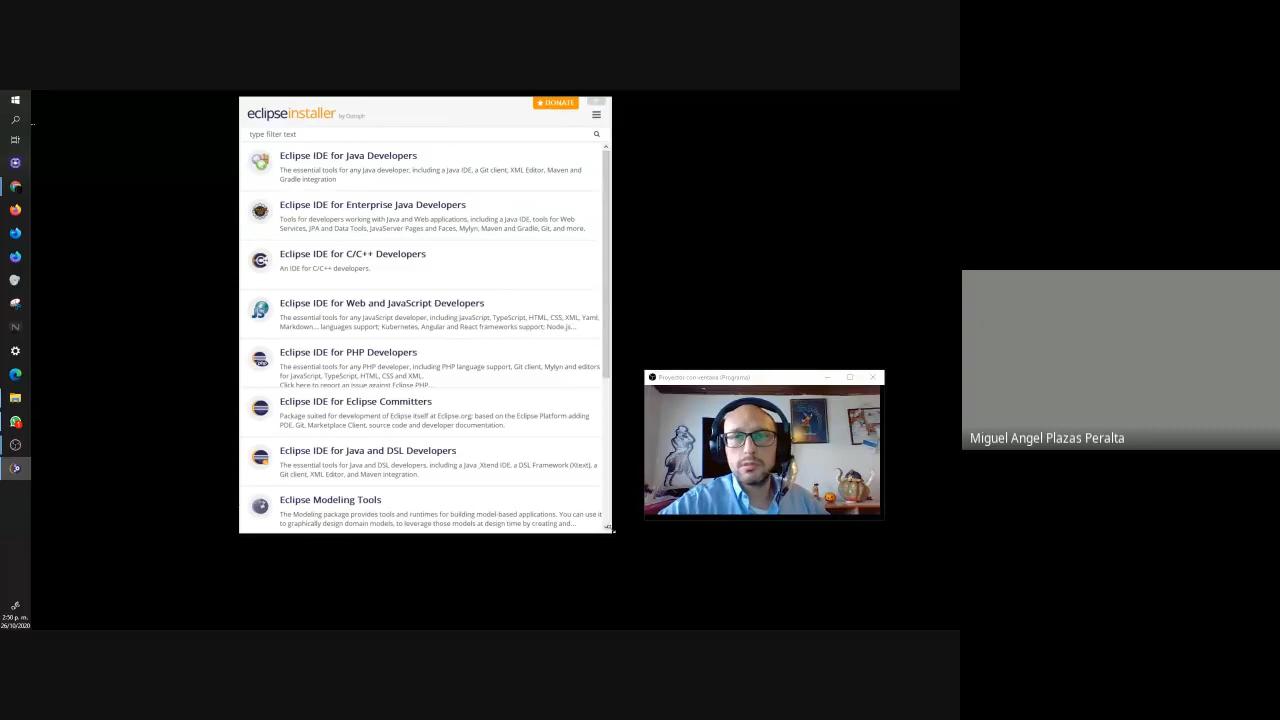 eclipseinstaller by Oomph
DONATE
type filter text
Eclipse IDE for Java Developers
The essential tools for any Java developer, including a Java IDE, a Git client, XML Editor, Maven and
Gradle integration
Eclipse IDE for Enterprise Java Developers
Tools for developers working with Java and Web applications, including a Java IDE, tools for Web
Services, JPA and Data Tools, JavaServer Pages and Faces, Mylyn, Maven and Gradle, Git, and more.
Eclipse IDE for C/C++ Developers
An IDE for C/C++ developers.
Eclipse IDE for Web and JavaScript Developers
The essential tools for any JavaScript developer, including JavaScript, TypeScript, HTML, CSS, XML, Yaml,
Markdown... languages support; Kubernetes, Angular and React frameworks support; Node.js...
Eclipse IDE for PHP Developers
The essential tools for any PHP developer, including PHP language support, Git client, Mylyn and editors
for JavaScript, TypeScript, HTML, CSS and XML.
Click here to report an issue against Eclipse PHP...
Eclipse IDE for Eclipse Committers
Package suited for development of Eclipse itself at Eclipse.org; based on the Eclipse Platform adding
PDE, Git, Marketplace Client, source code and developer documentation.
Eclipse IDE for Java and DSL Developers
The essential tools for Java and DSL developers, including a Java ,Xtend IDE, a DSL Framework (Xtext), a
Git client, XML Editor, and Maven integration.
Eclipse Modeling Tools
The Modeling package provides tools and runtimes for building model-based applications. You can use it
to graphically design domain models, to leverage those models at design time by creating and...
Proyector con ventana (Programa)
Miguel Angel Plazas Peralta
2:50 p. m.
26/10/2020